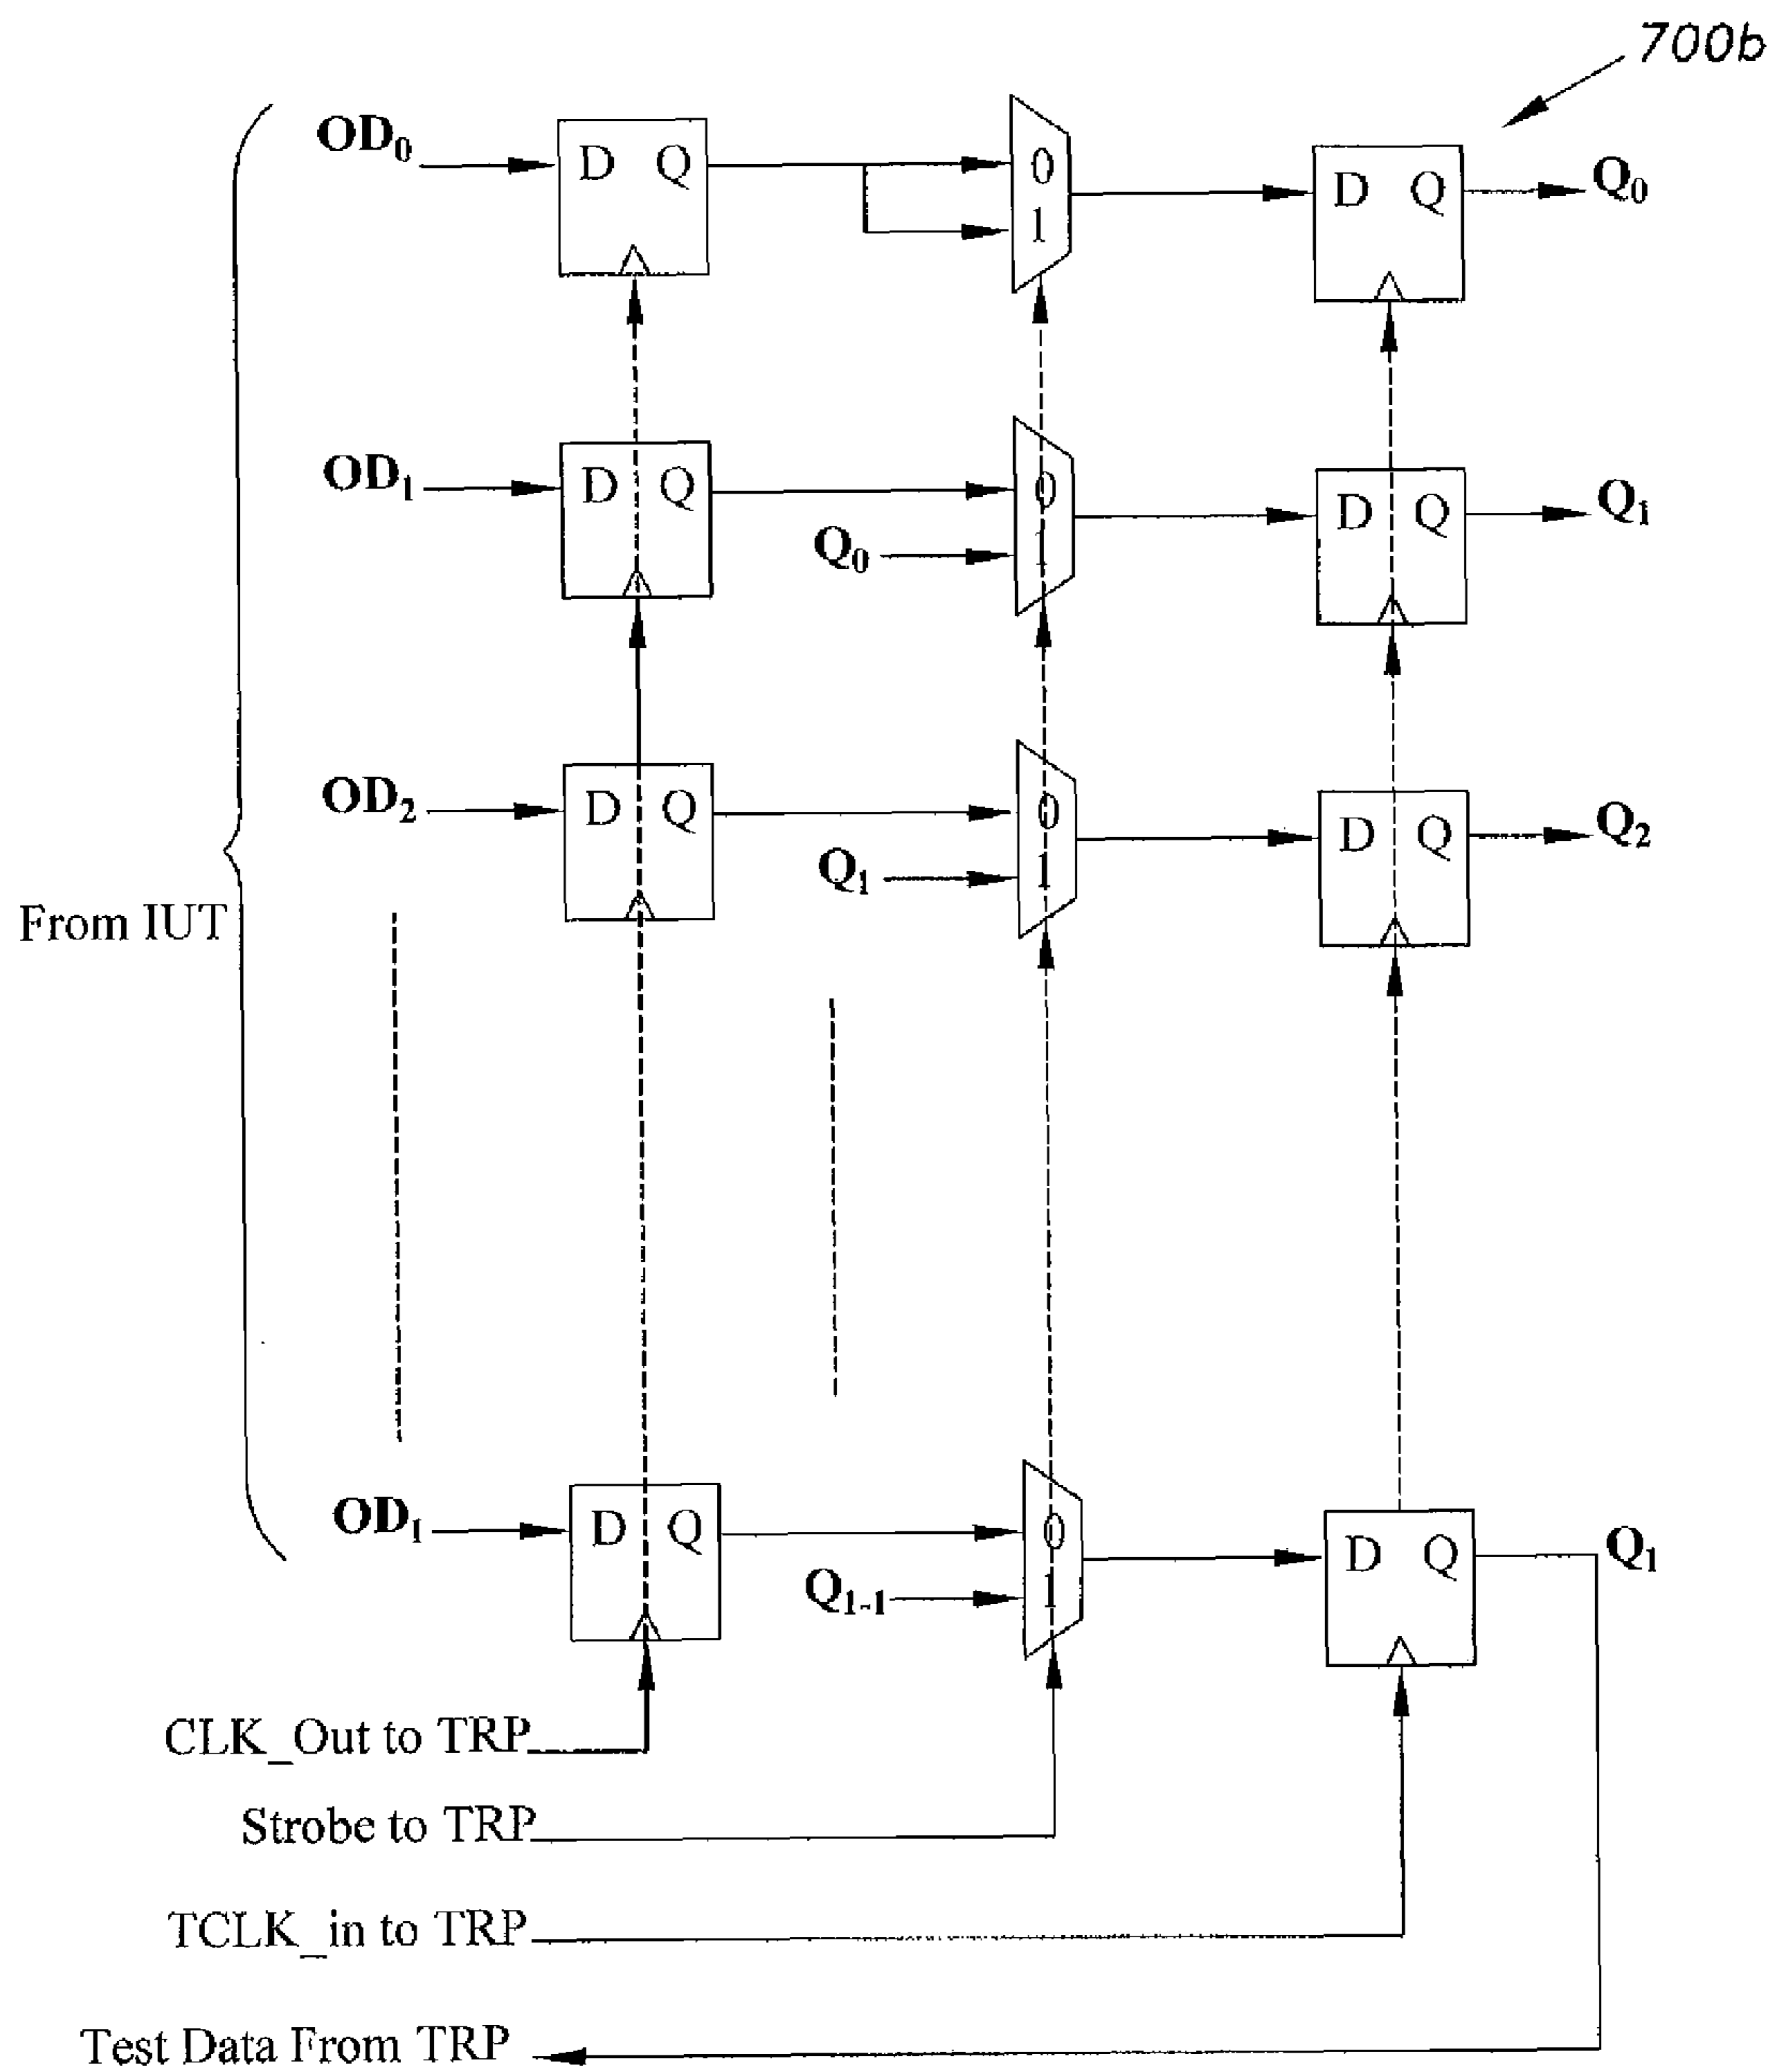 700b
OD0 D Q 0 1 D Q Q0
OD1 D Q 0 D Q Q1
Q0 1
OD2 D Q 0 D Q Q2
Q1 1
From IUT
OD1 D Q 0 D Q Q1
Q1-1 1
CLK_Out to TRP
Strobe to TRP
TCLK_in to TRP
Test Data From TRP